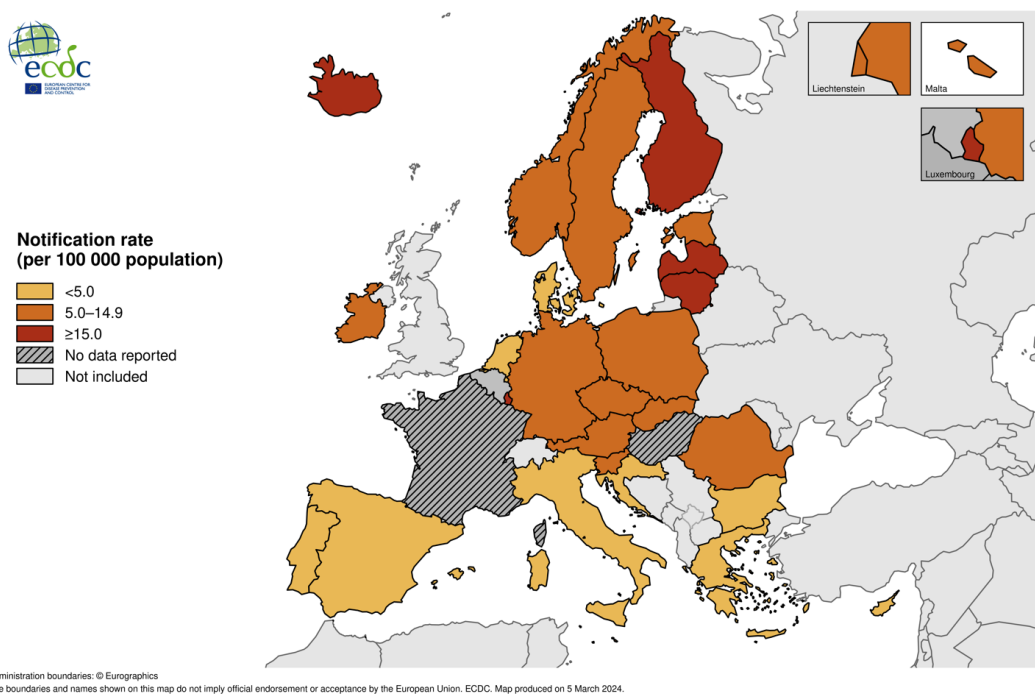 ecdc
EUROPEAN CENTRE FOR
DISEASE PREVENTION
AND CONTROL
Liechtenstein
Malta
Luxembourg
Notification rate
(per 100 000 population)
<5.0
5.0–14.9
≥15.0
No data reported
Not included
ministration boundaries: © Eurographics
e boundaries and names shown on this map do not imply official endorsement or acceptance by the European Union. ECDC. Map produced on 5 March 2024.